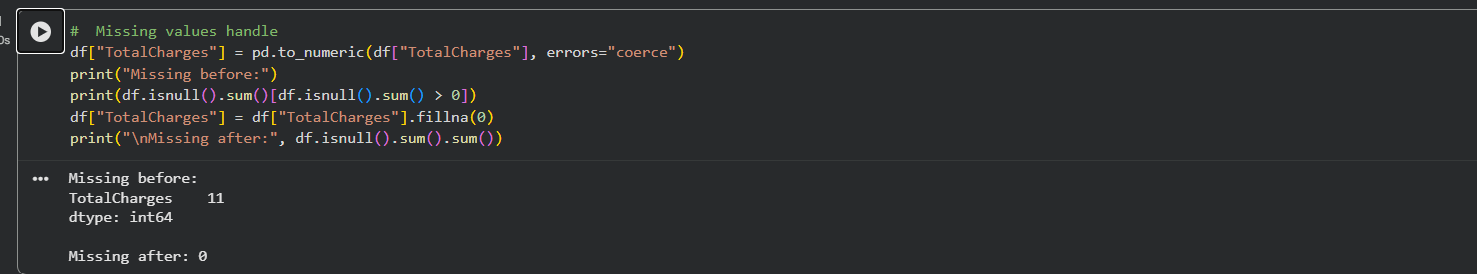 #  Missing values handle
df["TotalCharges"] = pd.to_numeric(df["TotalCharges"], errors="coerce")
print("Missing before:")
print(df.isnull().sum()[df.isnull().sum() > 0])
df["TotalCharges"] = df["TotalCharges"].fillna(0)
print("\nMissing after:", df.isnull().sum().sum())
Missing before:
TotalCharges    11
dtype: int64
Missing after: 0